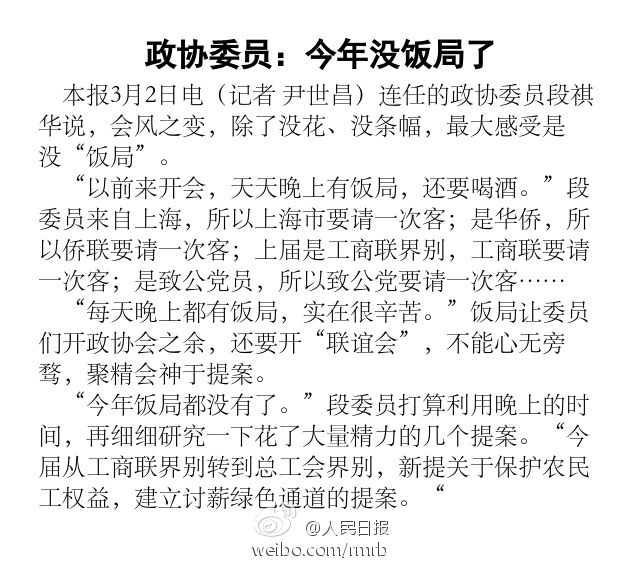 政协委员：今年没饭局了
本报3月2日电（记者 尹世昌）连任的政协委员段祺
华说，会风之变，除了没花、没条幅，最大感受是
没“饭局”。
“以前来开会，天天晚上有饭局，还要喝酒。”段
委员来自上海，所以上海市要请一次客；是华侨，所
以侨联要请一次客；上届是工商联界别，工商联要请
一次客；是致公党员，所以致公党要请一次客……
“每天晚上都有饭局，实在很辛苦。”饭局让委员
们开政协会之余，还要开“联谊会”，不能心无旁
骛，聚精会神于提案。
“今年饭局都没有了。”段委员打算利用晚上的时
间，再细细研究一下花了大量精力的几个提案。“今
届从工商联界别转到总工会界别，新提关于保护农民
工权益，建立讨薪绿色通道的提案。“
@人民日报
weibo.com/rmrb